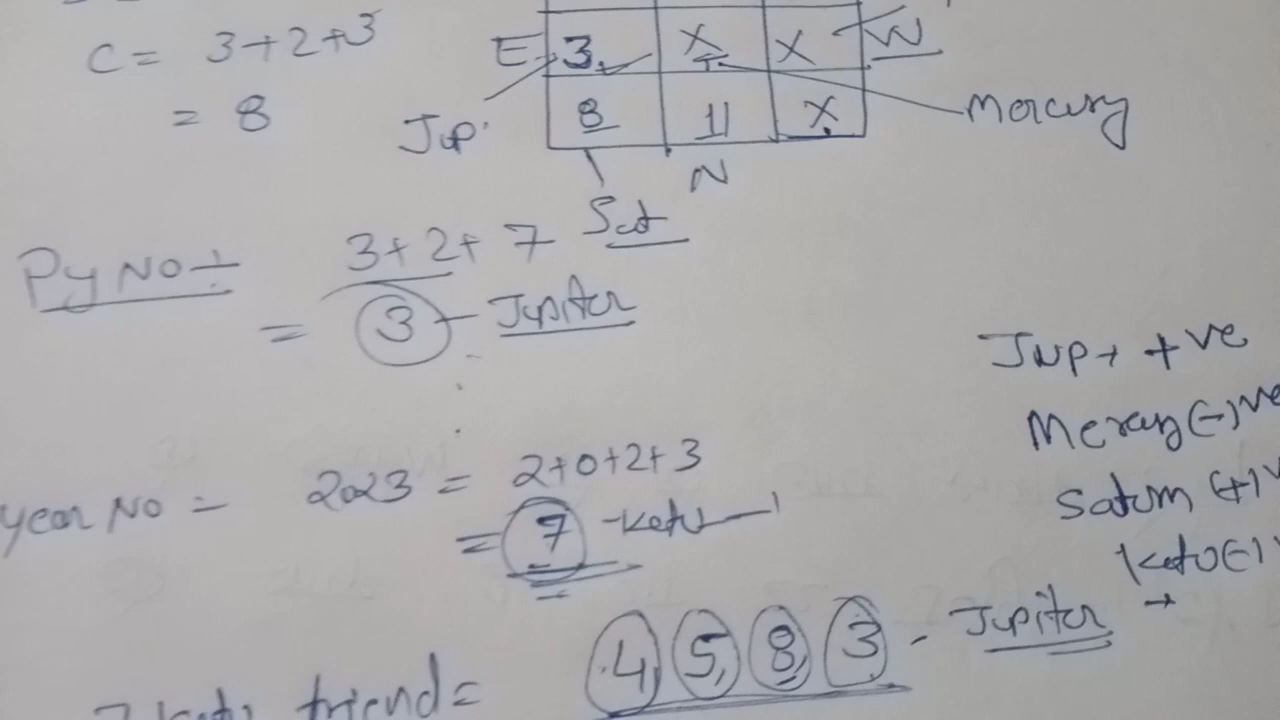 C = 3+2+3
= 8
E 3 X X W
Jup. 8 11 X Mercury
N
Sat
Py No ÷ 3+2+7
= 3 - Jupiter
Jup + +ve
Mercury (-)ve
Saturn (+)v
Ketu (-)
year No = 2023 = 2+0+2+3
= 7 - Ketu
4, 5, 8, 3 - Jupiter →
friend =